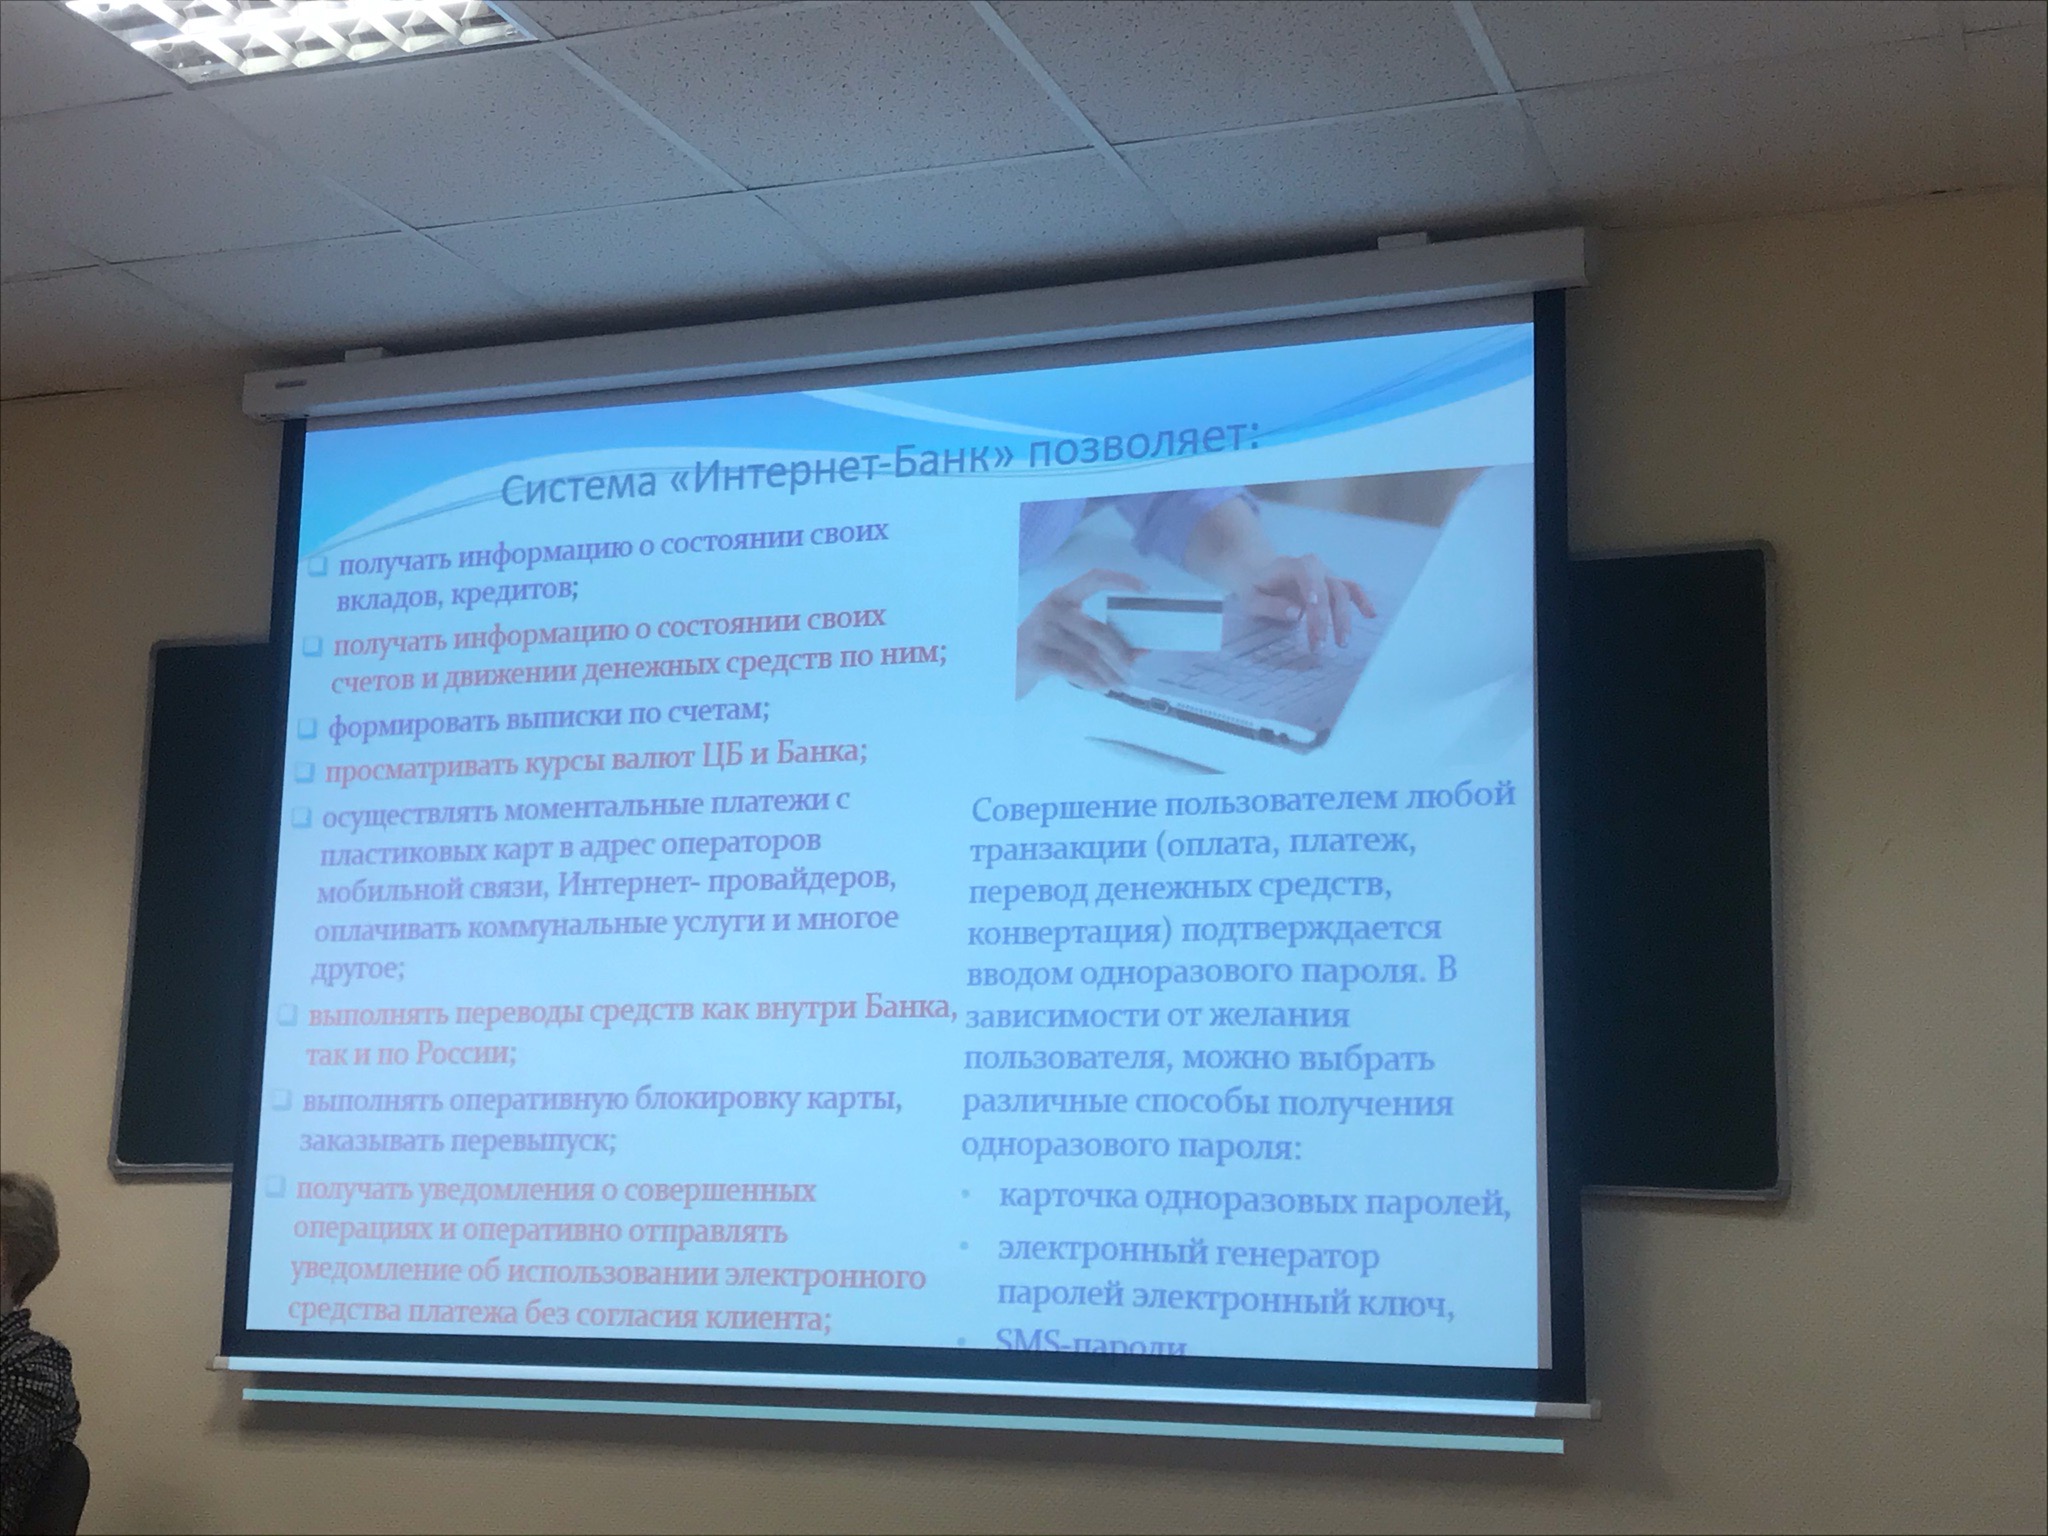 Система «Интернет-Банк» позволяет:
получать информацию о состоянии своих
вкладов, кредитов;
получать информацию о состоянии своих
счетов и движении денежных средств по ним;
формировать выписки по счетам;
просматривать курсы валют ЦБ и Банка;
осуществлять моментальные платежи с
пластиковых карт в адрес операторов
мобильной связи, Интернет- провайдеров,
оплачивать коммунальные услуги и многое
другое;
выполнять переводы средств как внутри Банка,
так и по России;
выполнять оперативную блокировку карты,
заказывать перевыпуск;
получать уведомления о совершенных
операциях и оперативно отправлять
уведомление об использовании электронного
средства платежа без согласия клиента;
Совершение пользователем любой
транзакции (оплата, платеж,
перевод денежных средств,
конвертация) подтверждается
вводом одноразового пароля. В
зависимости от желания
пользователя, можно выбрать
различные способы получения
одноразового пароля:
• карточка одноразовых паролей,
• электронный генератор
паролей электронный ключ,
• SMS-пароли